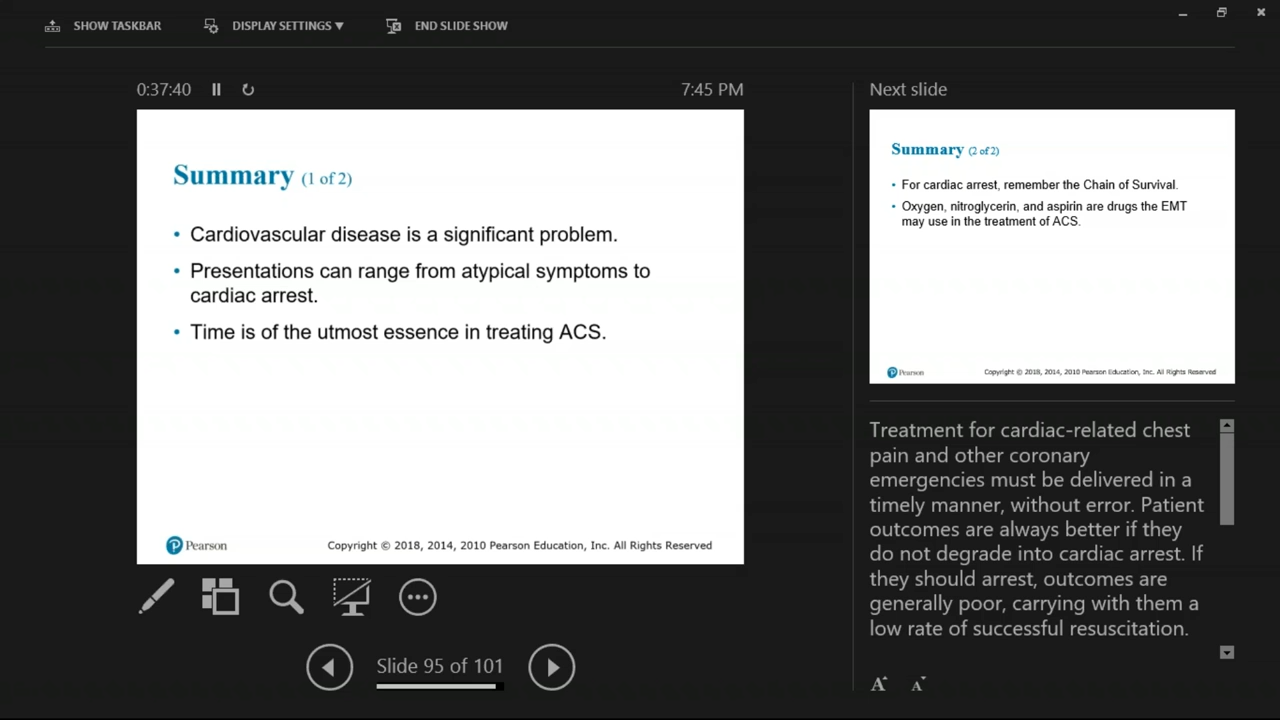 SHOW TASKBAR
DISPLAY SETTINGS ▼
END SLIDE SHOW
0:37:40
7:45 PM
Summary (1 of 2)
• Cardiovascular disease is a significant problem.
• Presentations can range from atypical symptoms to
cardiac arrest.
• Time is of the utmost essence in treating ACS.
Pearson
Copyright © 2018, 2014, 2010 Pearson Education, Inc. All Rights Reserved
Slide 95 of 101
Next slide
Summary (2 of 2)
• For cardiac arrest, remember the Chain of Survival.
• Oxygen, nitroglycerin, and aspirin are drugs the EMT
may use in the treatment of ACS.
Pearson
Copyright © 2018, 2014, 2010 Pearson Education, Inc. All Rights Reserved
Treatment for cardiac-related chest
pain and other coronary
emergencies must be delivered in a
timely manner, without error. Patient
outcomes are always better if they
do not degrade into cardiac arrest. If
they should arrest, outcomes are
generally poor, carrying with them a
low rate of successful resuscitation.
A A